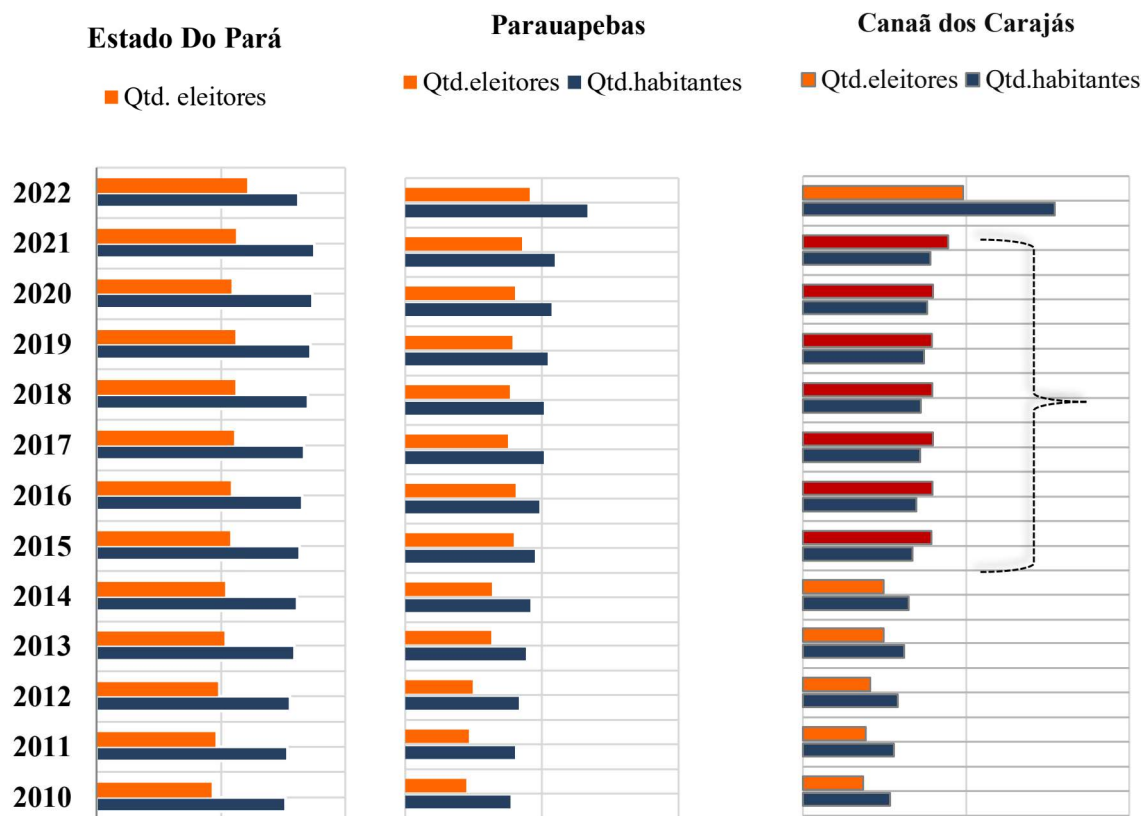 Estado Do Pará
Parauapebas
Canaã dos Carajás
Qtd. eleitores
Qtd.eleitores Qtd.habitantes
Qtd.eleitores Qtd.habitantes
2022
2021
2020
2019
2018
2017
2016
2015
2014
2013
2012
2011
2010